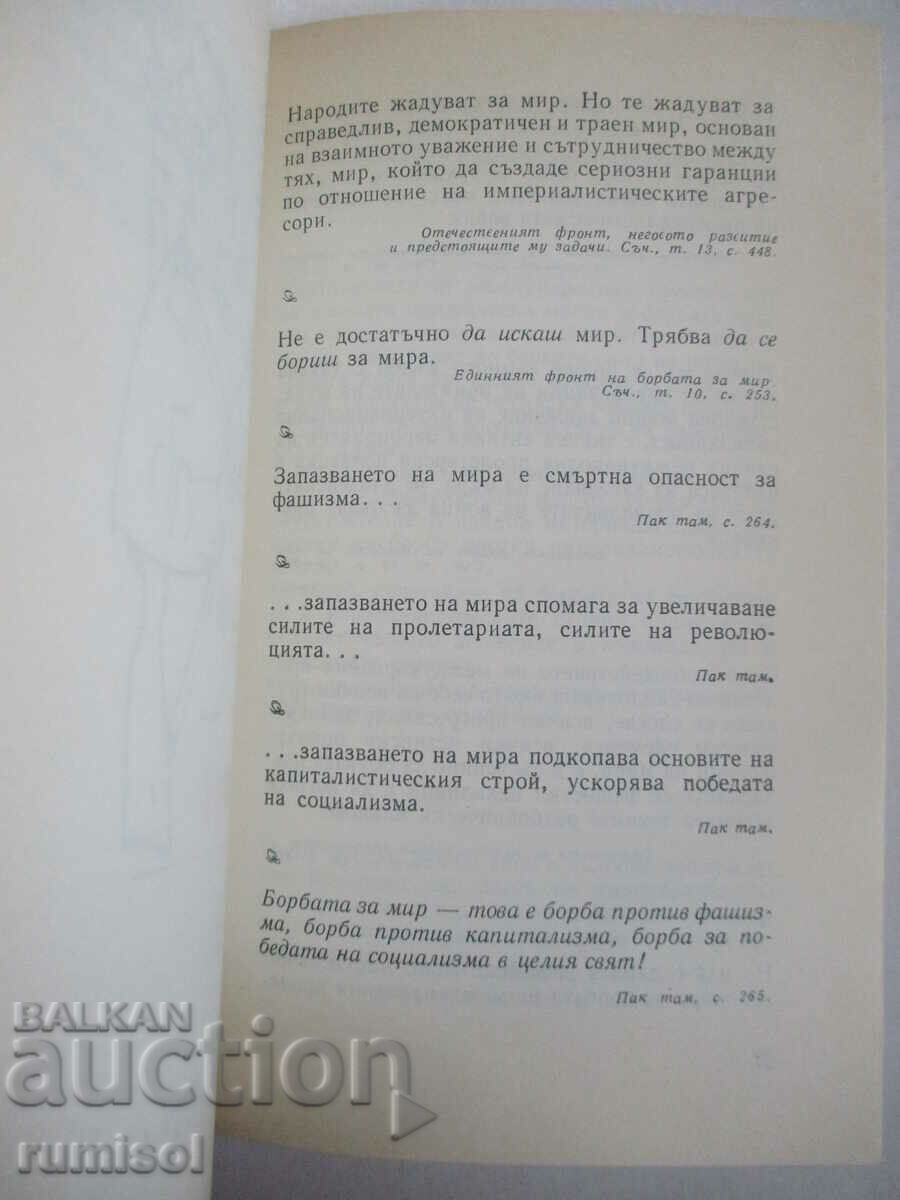 Народите жадуват за мир. Но те жадуват за
справедлив, демократичен и траен мир, основан
на взаимното уважение и сътрудничество между
тях, мир, който да създаде сериозни гаранции
по отношение на империалистическите агре-
сори.
Отечественият фронт, неговото развитие
и предстоящите му задачи. Съч., т. 13, с. 448.
Не е достатъчно да искаш мир. Трябва да се
бориш за мира.
Единният фронт на борбата за мир.
Съч., т. 10, с. 253.
Запазването на мира е смъртна опасност за
фашизма...
Пак там, с. 264.
...запазването на мира спомага за увеличаване
силите на пролетариата, силите на револю-
цията...
Пак там.
...запазването на мира подкопава основите на
капиталистическия строй, ускорява победата
на социализма.
Пак там.
Борбата за мир — това е борба против фашиз-
ма, борба против капитализма, борба за по-
бедата на социализма в целия свят!
Пак там, с. 265.
BALKAN
auction
rumisol